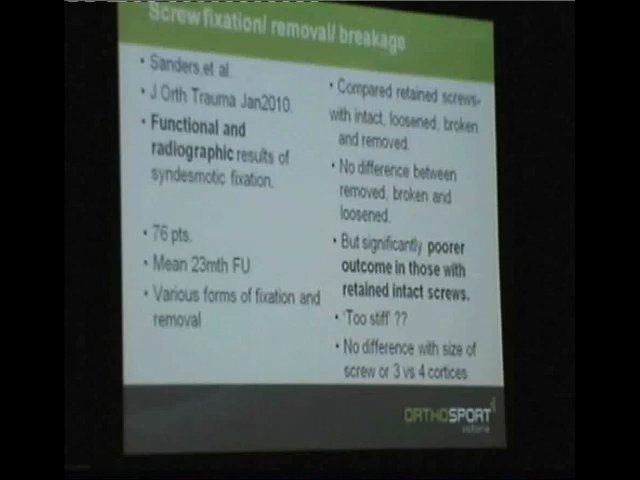 Screw fixation/ removal/ breakage
• Sanders,et al.
• J Orth Trauma Jan2010.
• Functional and
radiographic results of
syndesmotic fixation.
• 76 pts.
• Mean 23mth FU
• Various forms of fixation and
removal
• Compared retained screws-
with intact, loosened, broken
and removed.
• No difference between
removed, broken and
loosened.
• But significantly poorer
outcome in those with
retained intact screws.
• 'Too stiff' ??
• No difference with size of
screw or 3 vs 4 cortices
ORTHOSPORT
victoria